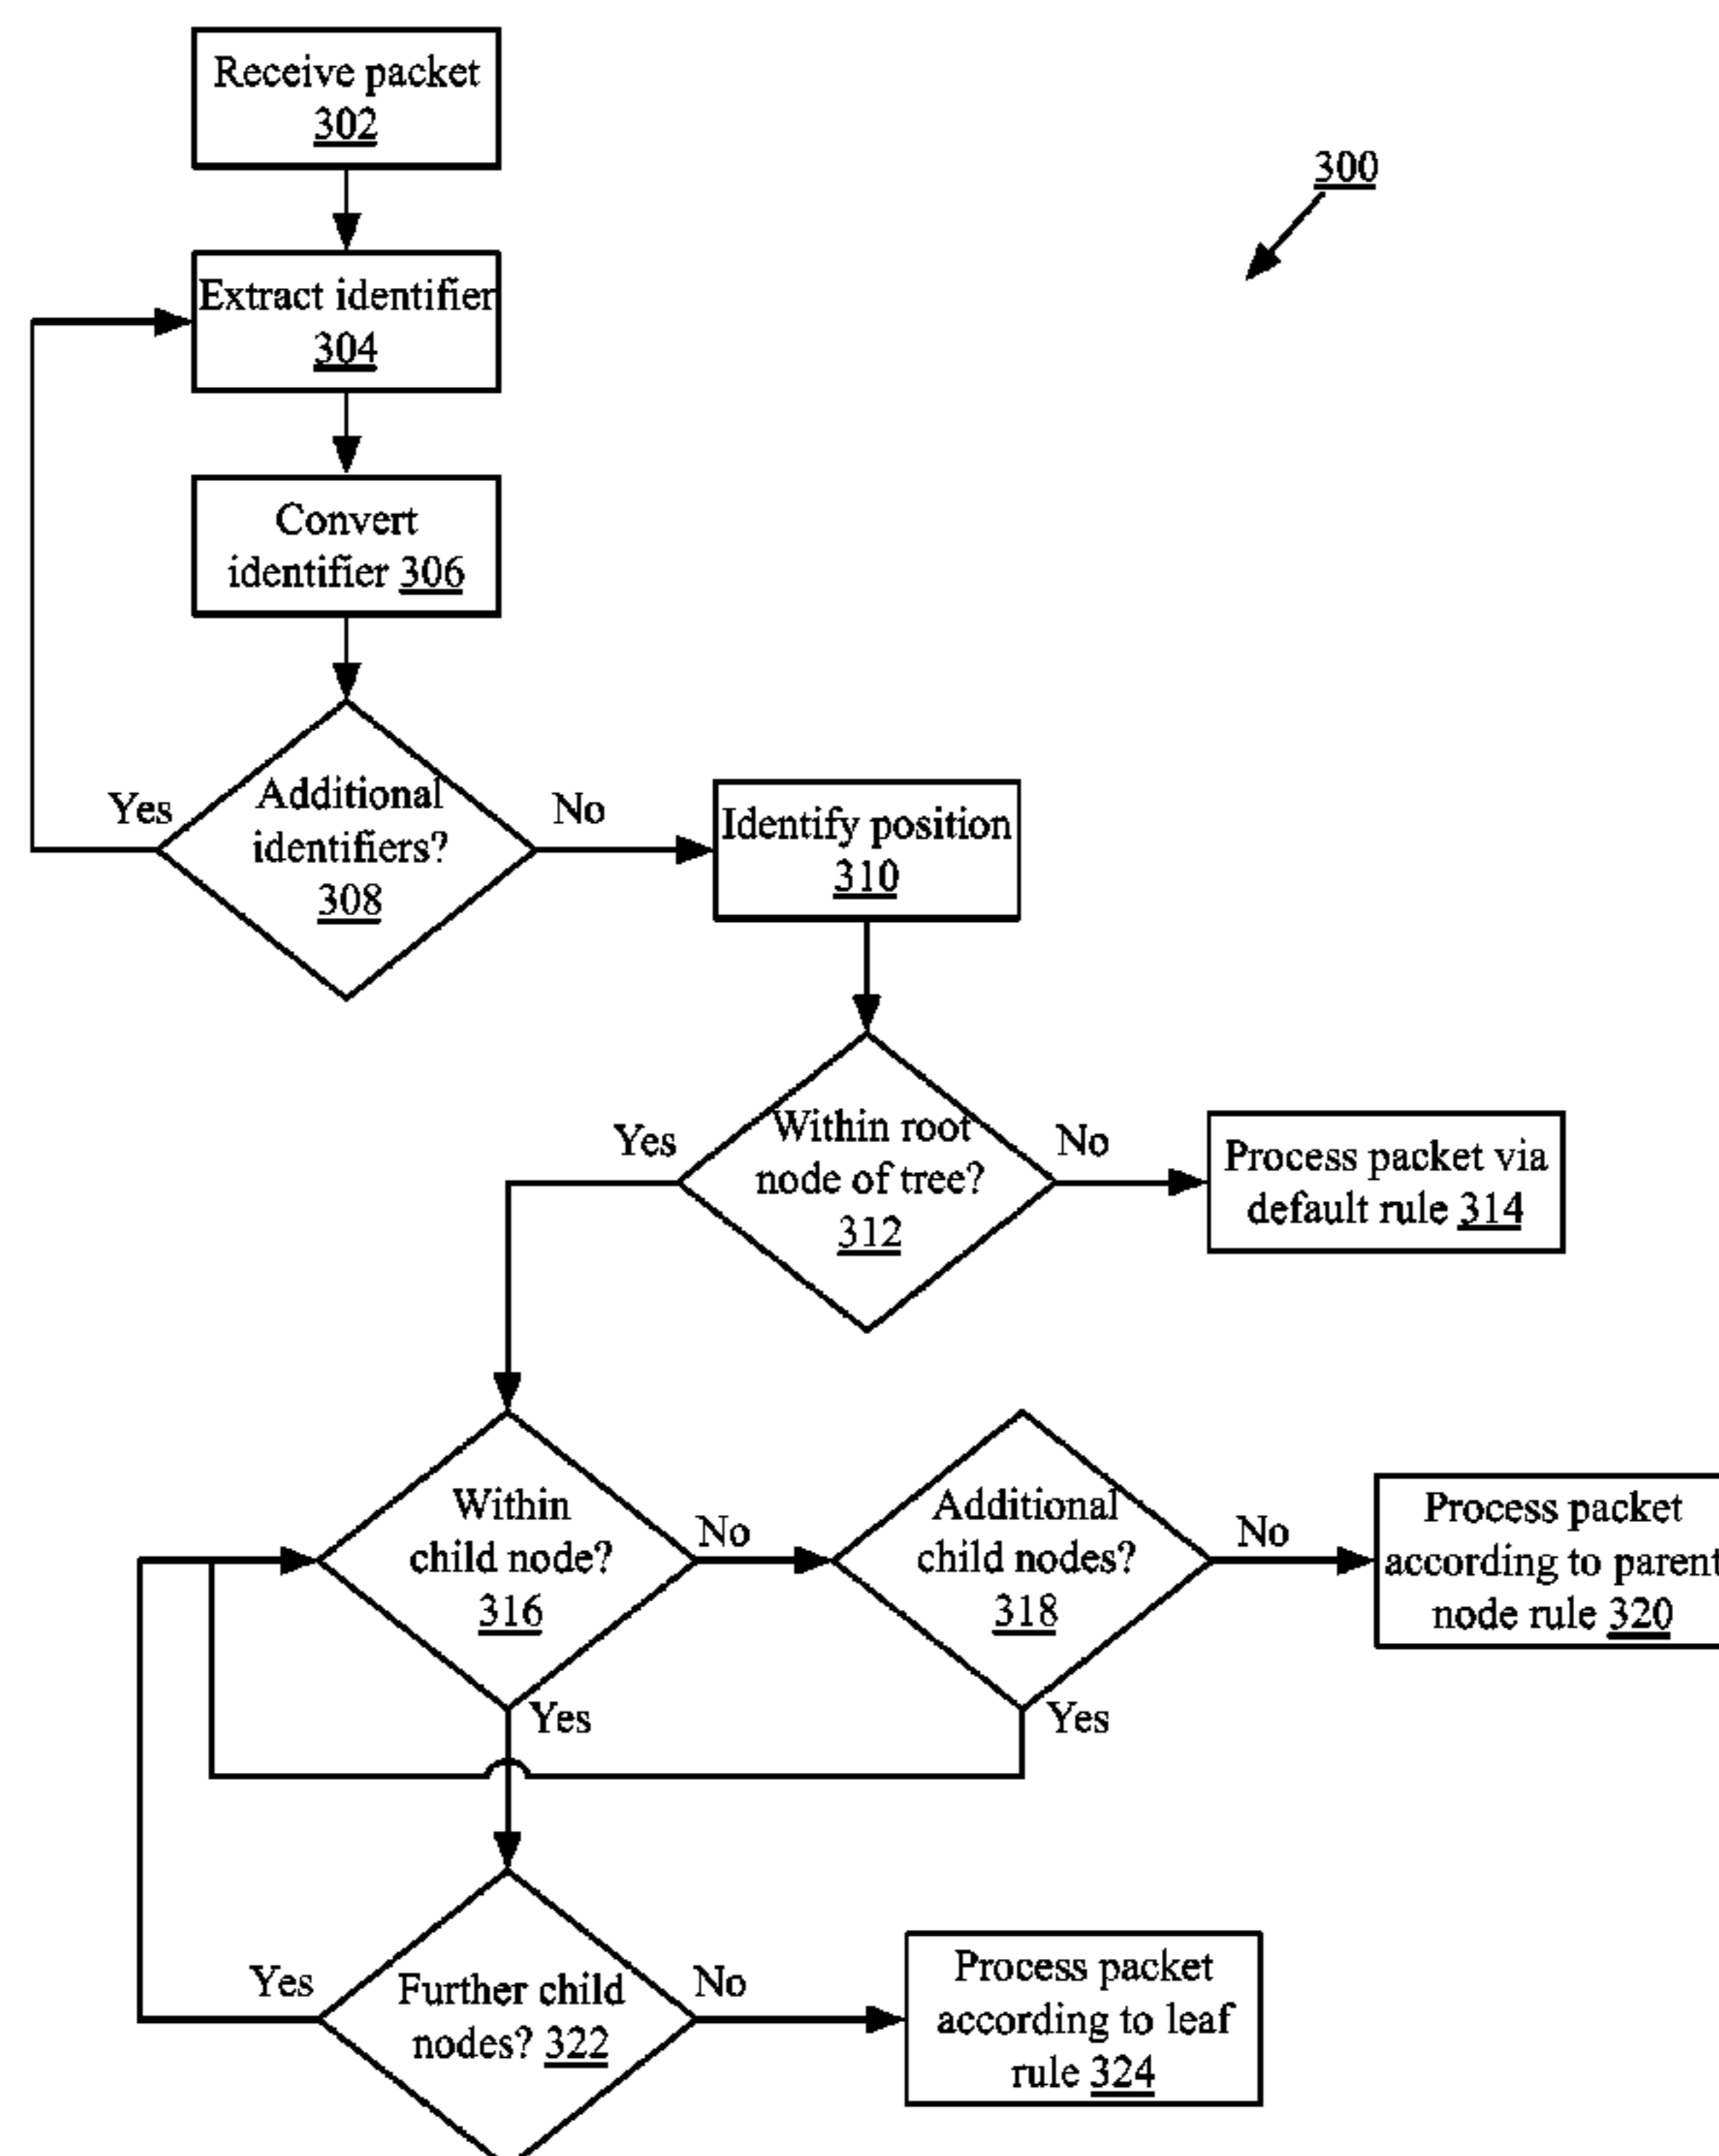 Receive packet
302
300
Extract identifier
304
Convert
identifier 306
Additional
identifiers?
308
Yes
No
Identify position
310
Within root
node of tree?
312
Yes
No
Process packet via
default rule 314
Within
child node?
316
No
Yes
Additional
child nodes?
318
No
Yes
Process packet
according to parent
node rule 320
Further child
nodes? 322
Yes
No
Process packet
according to leaf
rule 324